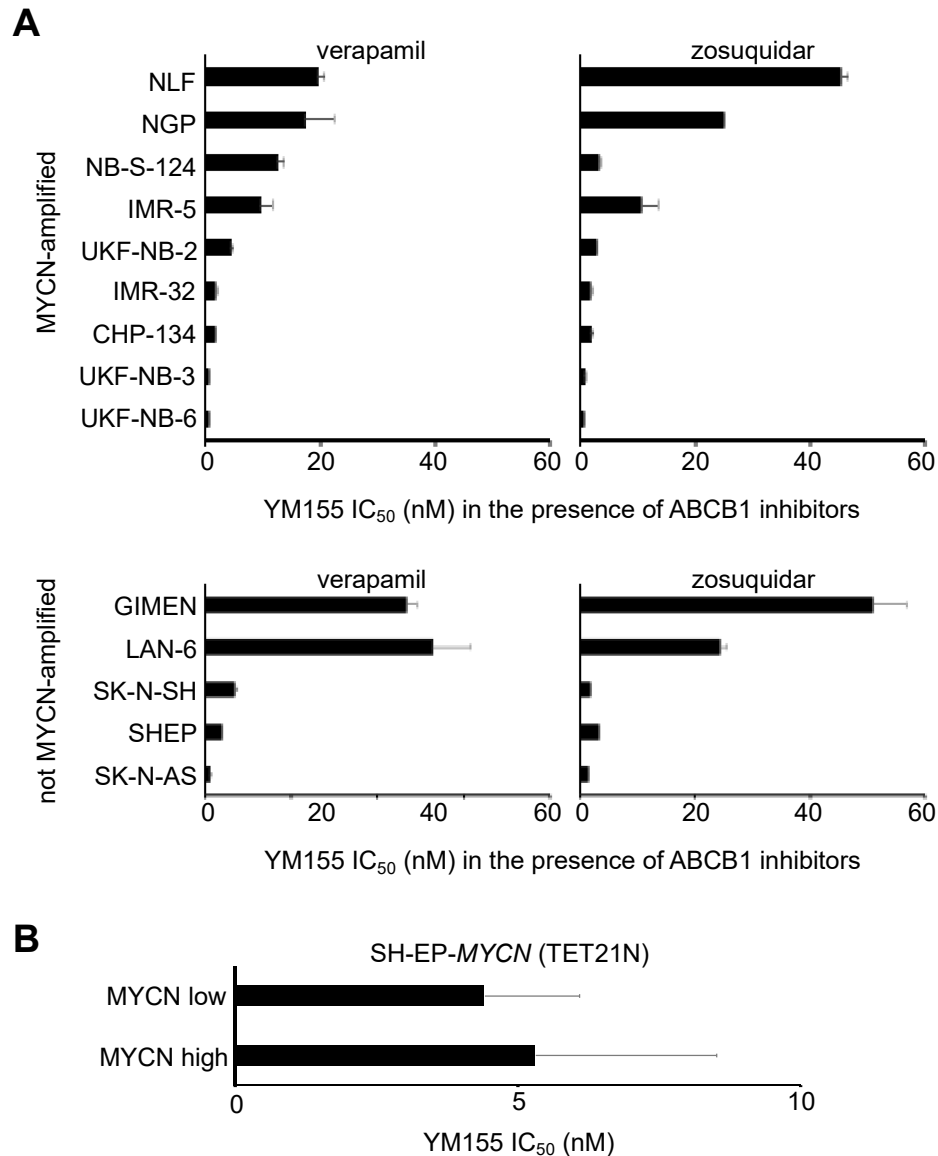 A
verapamil
zosuquidar
MYCN-amplified
NLF
NGP
NB-S-124
IMR-5
UKF-NB-2
IMR-32
CHP-134
UKF-NB-3
UKF-NB-6
0 20 40 60
0 20 40 60
YM155 IC50 (nM) in the presence of ABCB1 inhibitors
verapamil
zosuquidar
not MYCN-amplified
GIMEN
LAN-6
SK-N-SH
SHEP
SK-N-AS
0 20 40 60
0 20 40 60
YM155 IC50 (nM) in the presence of ABCB1 inhibitors
B
SH-EP-MYCN (TET21N)
MYCN low
MYCN high
0 5 10
YM155 IC50 (nM)